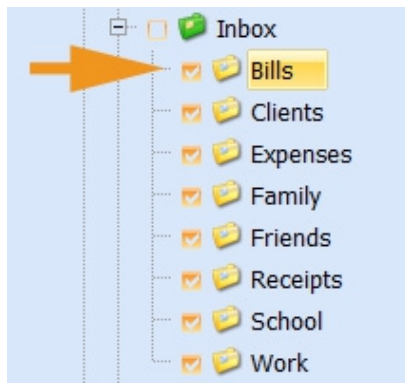 Inbox
Bills
Clients
Expenses
Family
Friends
Receipts
School
Work